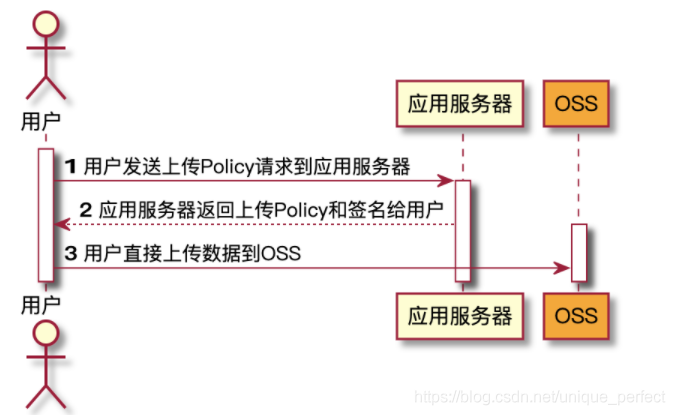 应用服务器
OSS
用户
1 用户发送上传Policy请求到应用服务器
2 应用服务器返回上传Policy和签名给用户
3 用户直接上传数据到OSS
用户
应用服务器
OSS
https://blog.csdn.net/unique_perfect